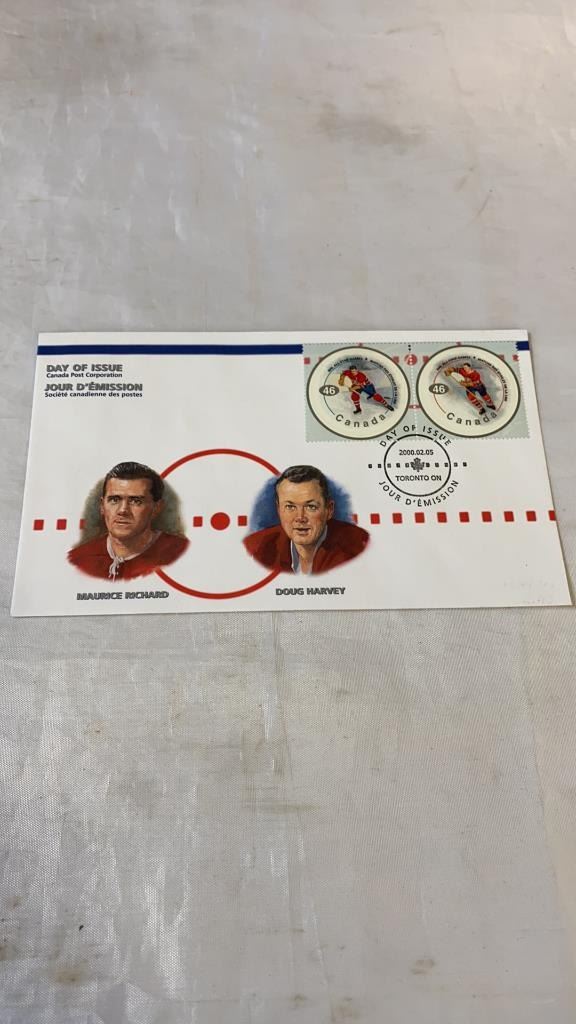 DAY OF ISSUE
Canada Post Corporation
JOUR D'ÉMISSION
Société canadienne des postes
46
Canada
46
Canada
DAY OF ISSUE
2000.02.05
TORONTO ON
JOUR D'ÉMISSION
MAURICE RICHARD
DOUG HARVEY